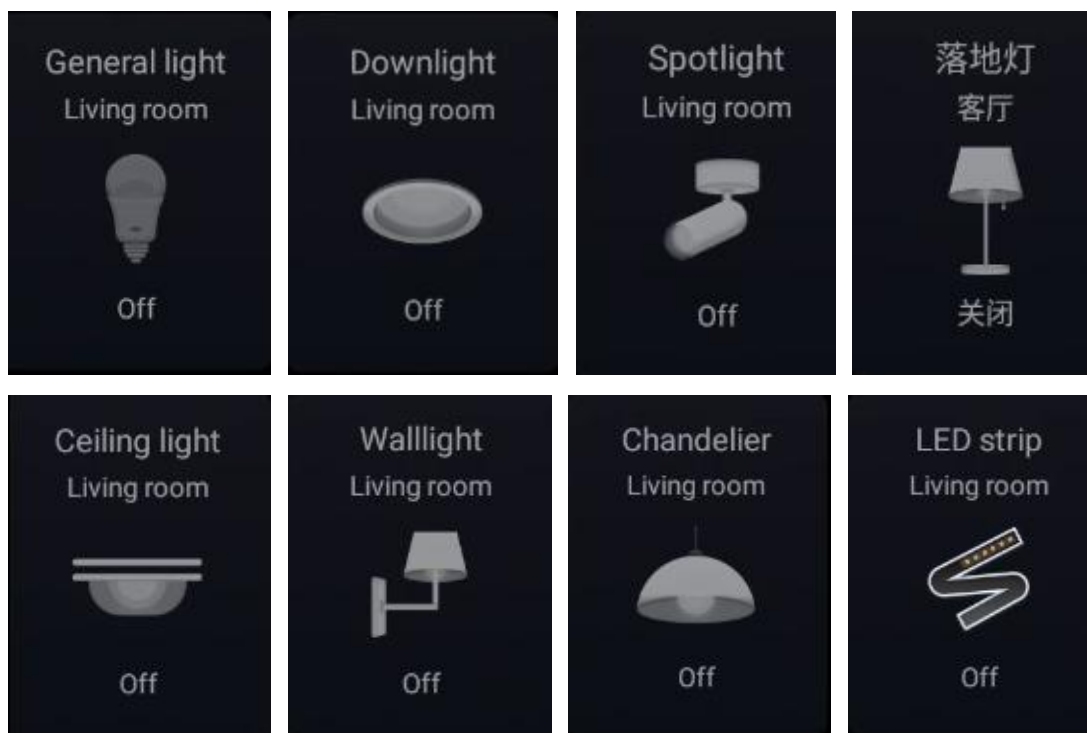 General light
Living room
Off
Downlight
Living room
Off
Spotlight
Living room
Off
落地灯
客厅
关闭
Ceiling light
Living room
Off
Walllight
Living room
Off
Chandelier
Living room
Off
LED strip
Living room
Off